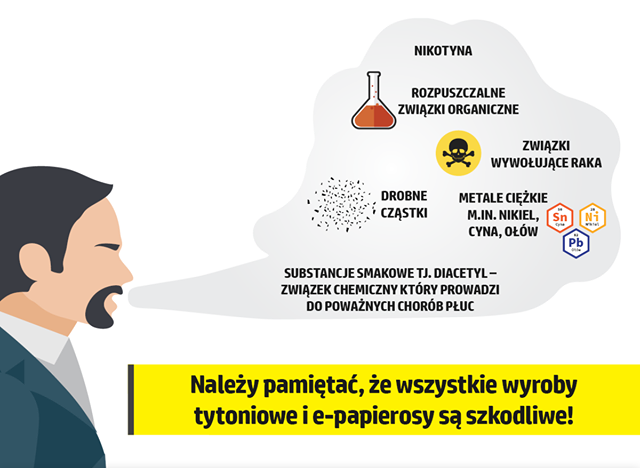 NIKOTYNA
ROZPUSZCZALNE
ZWIĄZKI ORGANICZNE
ZWIĄZKI
WYWOŁUJĄCE RAKA
DROBNE
CZĄSTKI
METALE CIĘŻKIE
M.IN. NIKIEL,
CYNA, OŁÓW
Sn
Cyna
Ni
Pb
SUBSTANCJE SMAKOWE TJ. DIACETYL –
ZWIĄZEK CHEMICZNY KTÓRY PROWADZI
DO POWAŻNYCH CHORÓB PŁUC
Należy pamiętać, że wszystkie wyroby
tytoniowe i e-papierosy są szkodliwe!